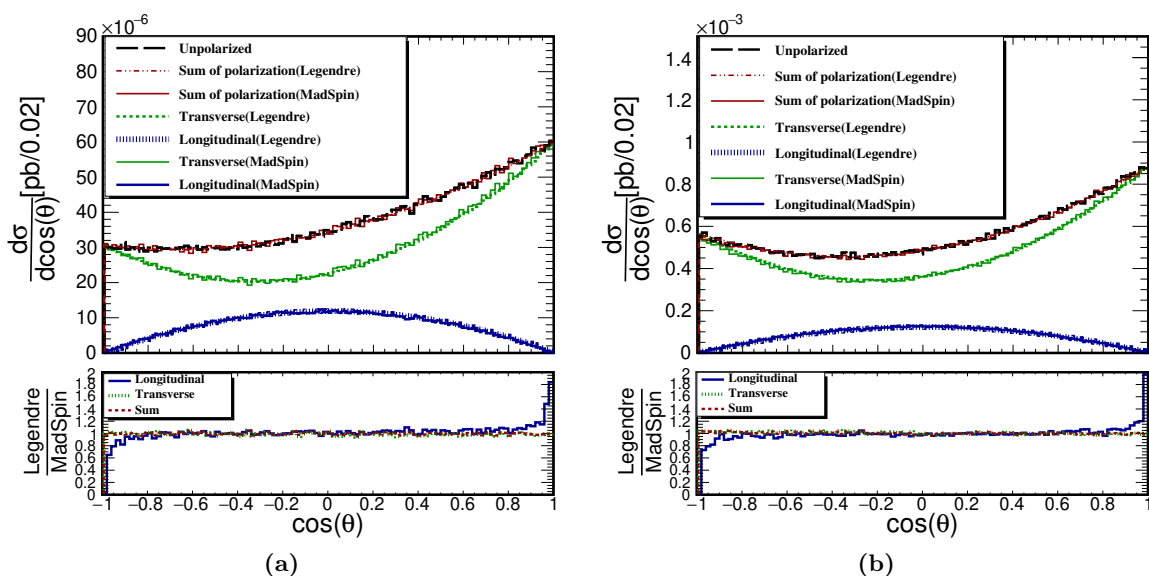 ×10⁻⁶
90
80
70
60
50
40
30
20
10
0
dσ/dcos(θ) [pb/0.02]
Unpolarized
Sum of polarization(Legendre)
Sum of polarization(MadSpin)
Transverse(Legendre)
Longitudinal(Legendre)
Transverse(MadSpin)
Longitudinal(MadSpin)
2
1.8
1.6
1.4
1.2
1
0.8
0.6
0.4
0.2
0
Legendre/MadSpin
Longitudinal
Transverse
Sum
−1 −0.8 −0.6 −0.4 −0.2 0 0.2 0.4 0.6 0.8 1
cos(θ)
(a)
×10⁻³
1.4
1.2
1
0.8
0.6
0.4
0.2
0
dσ/dcos(θ) [pb/0.02]
Unpolarized
Sum of polarization(Legendre)
Sum of polarization(MadSpin)
Transverse(Legendre)
Longitudinal(Legendre)
Transverse(MadSpin)
Longitudinal(MadSpin)
2
1.8
1.6
1.4
1.2
1
0.8
0.6
0.4
0.2
0
Legendre/MadSpin
Longitudinal
Transverse
Sum
−1 −0.8 −0.6 −0.4 −0.2 0 0.2 0.4 0.6 0.8 1
cos(θ)
(b)